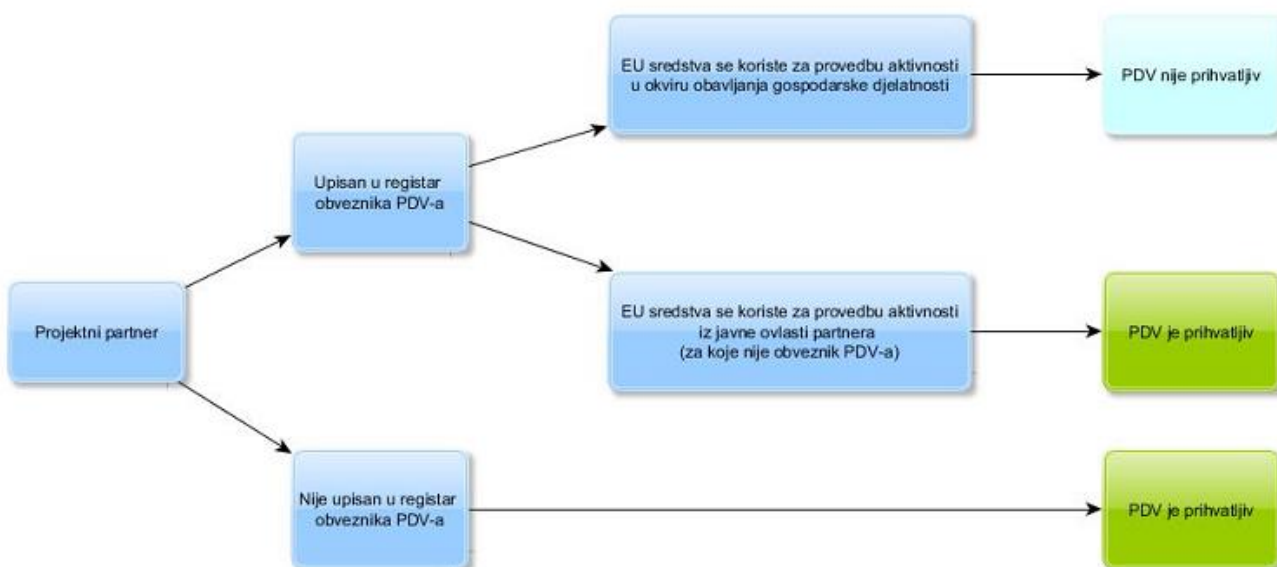 Projektni partner
Upisan u registar
obveznika PDV-a
EU sredstva se koriste za provedbu aktivnosti
u okviru obavljanja gospodarske djelatnosti
PDV nije prihvatljiv
EU sredstva se koriste za provedbu aktivnosti
iz javne ovlasti partnera
(za koje nije obveznik PDV-a)
PDV je prihvatljiv
Nije upisan u registar
obveznika PDV-a
PDV je prihvatljiv